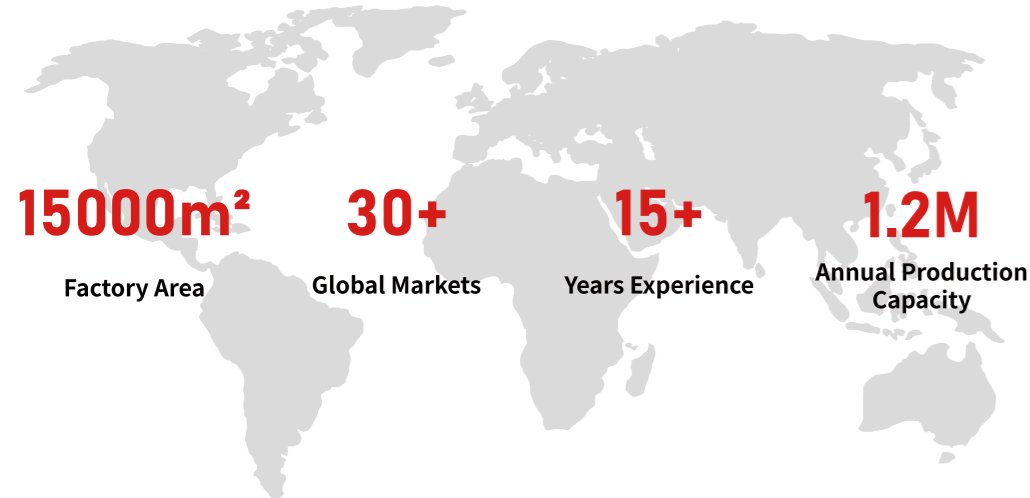 15000m²
Factory Area
30+
Global Markets
15+
Years Experience
1.2M
Annual Production
Capacity